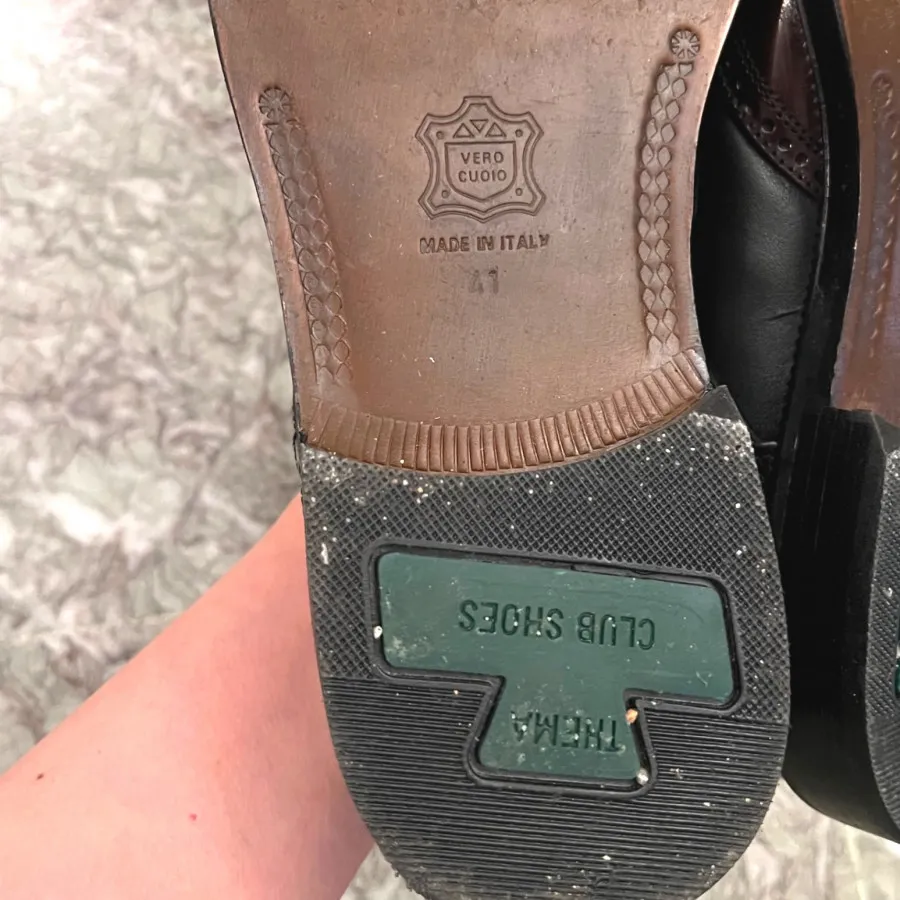 VERO
CUOIO
MADE IN ITALY
41
CLUB SHOES
THEMA